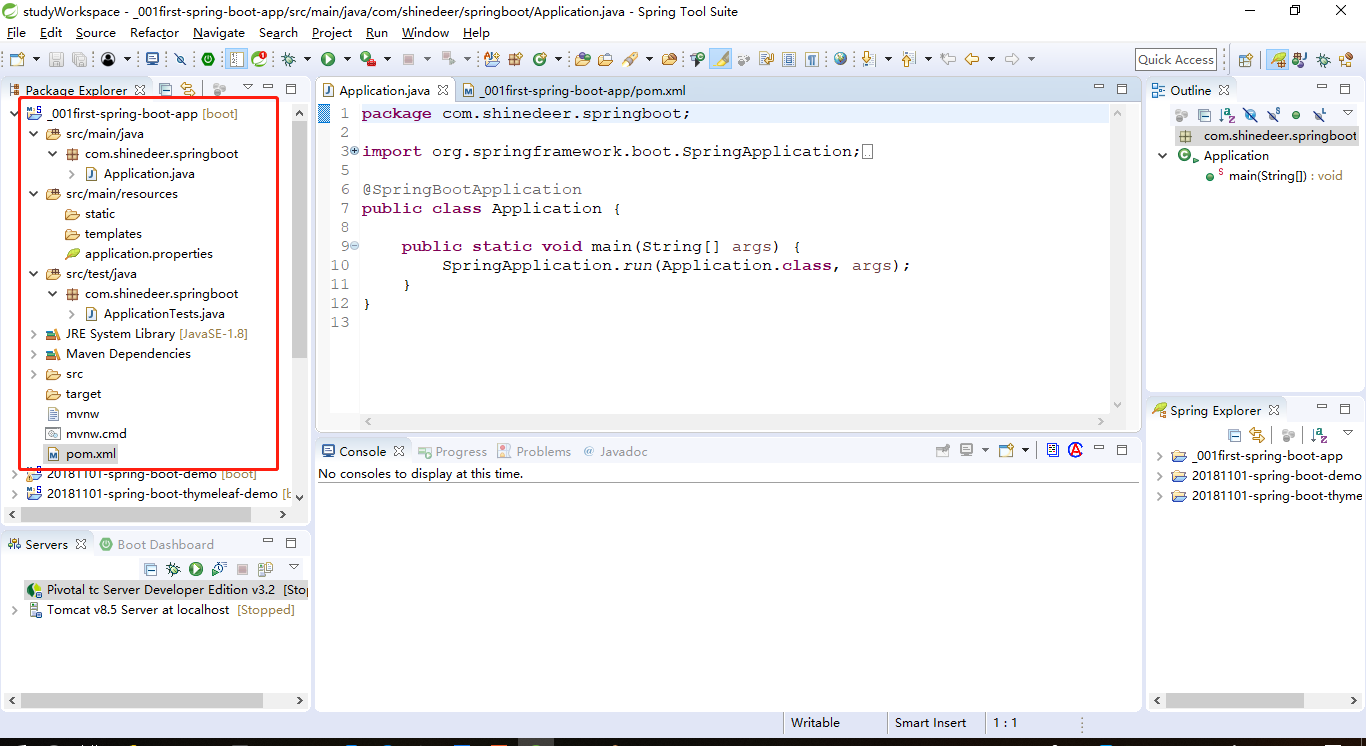 studyWorkspace - _001first-spring-boot-app/src/main/java/com/shinedeer/springboot/Application.java - Spring Tool Suite
File Edit Source Refactor Navigate Search Project Run Window Help
Quick Access
Package Explorer
_001first-spring-boot-app [boot]
src/main/java
com.shinedeer.springboot
Application.java
src/main/resources
static
templates
application.properties
src/test/java
com.shinedeer.springboot
ApplicationTests.java
JRE System Library [JavaSE-1.8]
Maven Dependencies
src
target
mvnw
mvnw.cmd
pom.xml
20181101-spring-boot-demo [boot]
20181101-spring-boot-thymeleaf-demo [b
Servers Boot Dashboard
Pivotal tc Server Developer Edition v3.2 [Sto
Tomcat v8.5 Server at localhost [Stopped]
Application.java _001first-spring-boot-app/pom.xml
1 package com.shinedeer.springboot;
2
3 import org.springframework.boot.SpringApplication;
5
6 @SpringBootApplication
7 public class Application {
8
9 public static void main(String[] args) {
10 SpringApplication.run(Application.class, args);
11 }
12 }
13
Console Progress Problems @ Javadoc
No consoles to display at this time.
Outline
com.shinedeer.springboot
Application
main(String[]) : void
Spring Explorer
_001first-spring-boot-app
20181101-spring-boot-demo
20181101-spring-boot-thyme
Writable Smart Insert 1 : 1